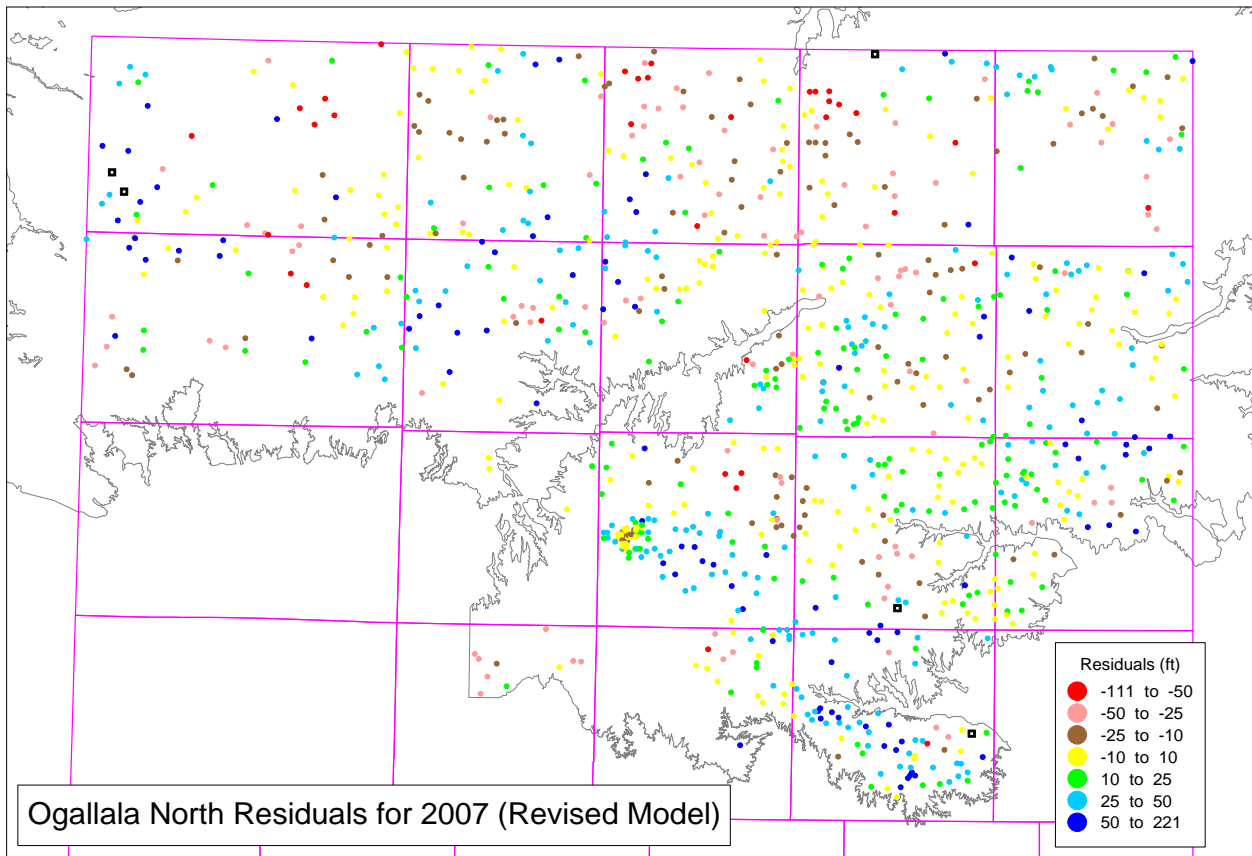 Residuals (ft)
-111 to -50
-50 to -25
-25 to -10
-10 to 10
10 to 25
25 to 50
50 to 221
Ogallala North Residuals for 2007 (Revised Model)